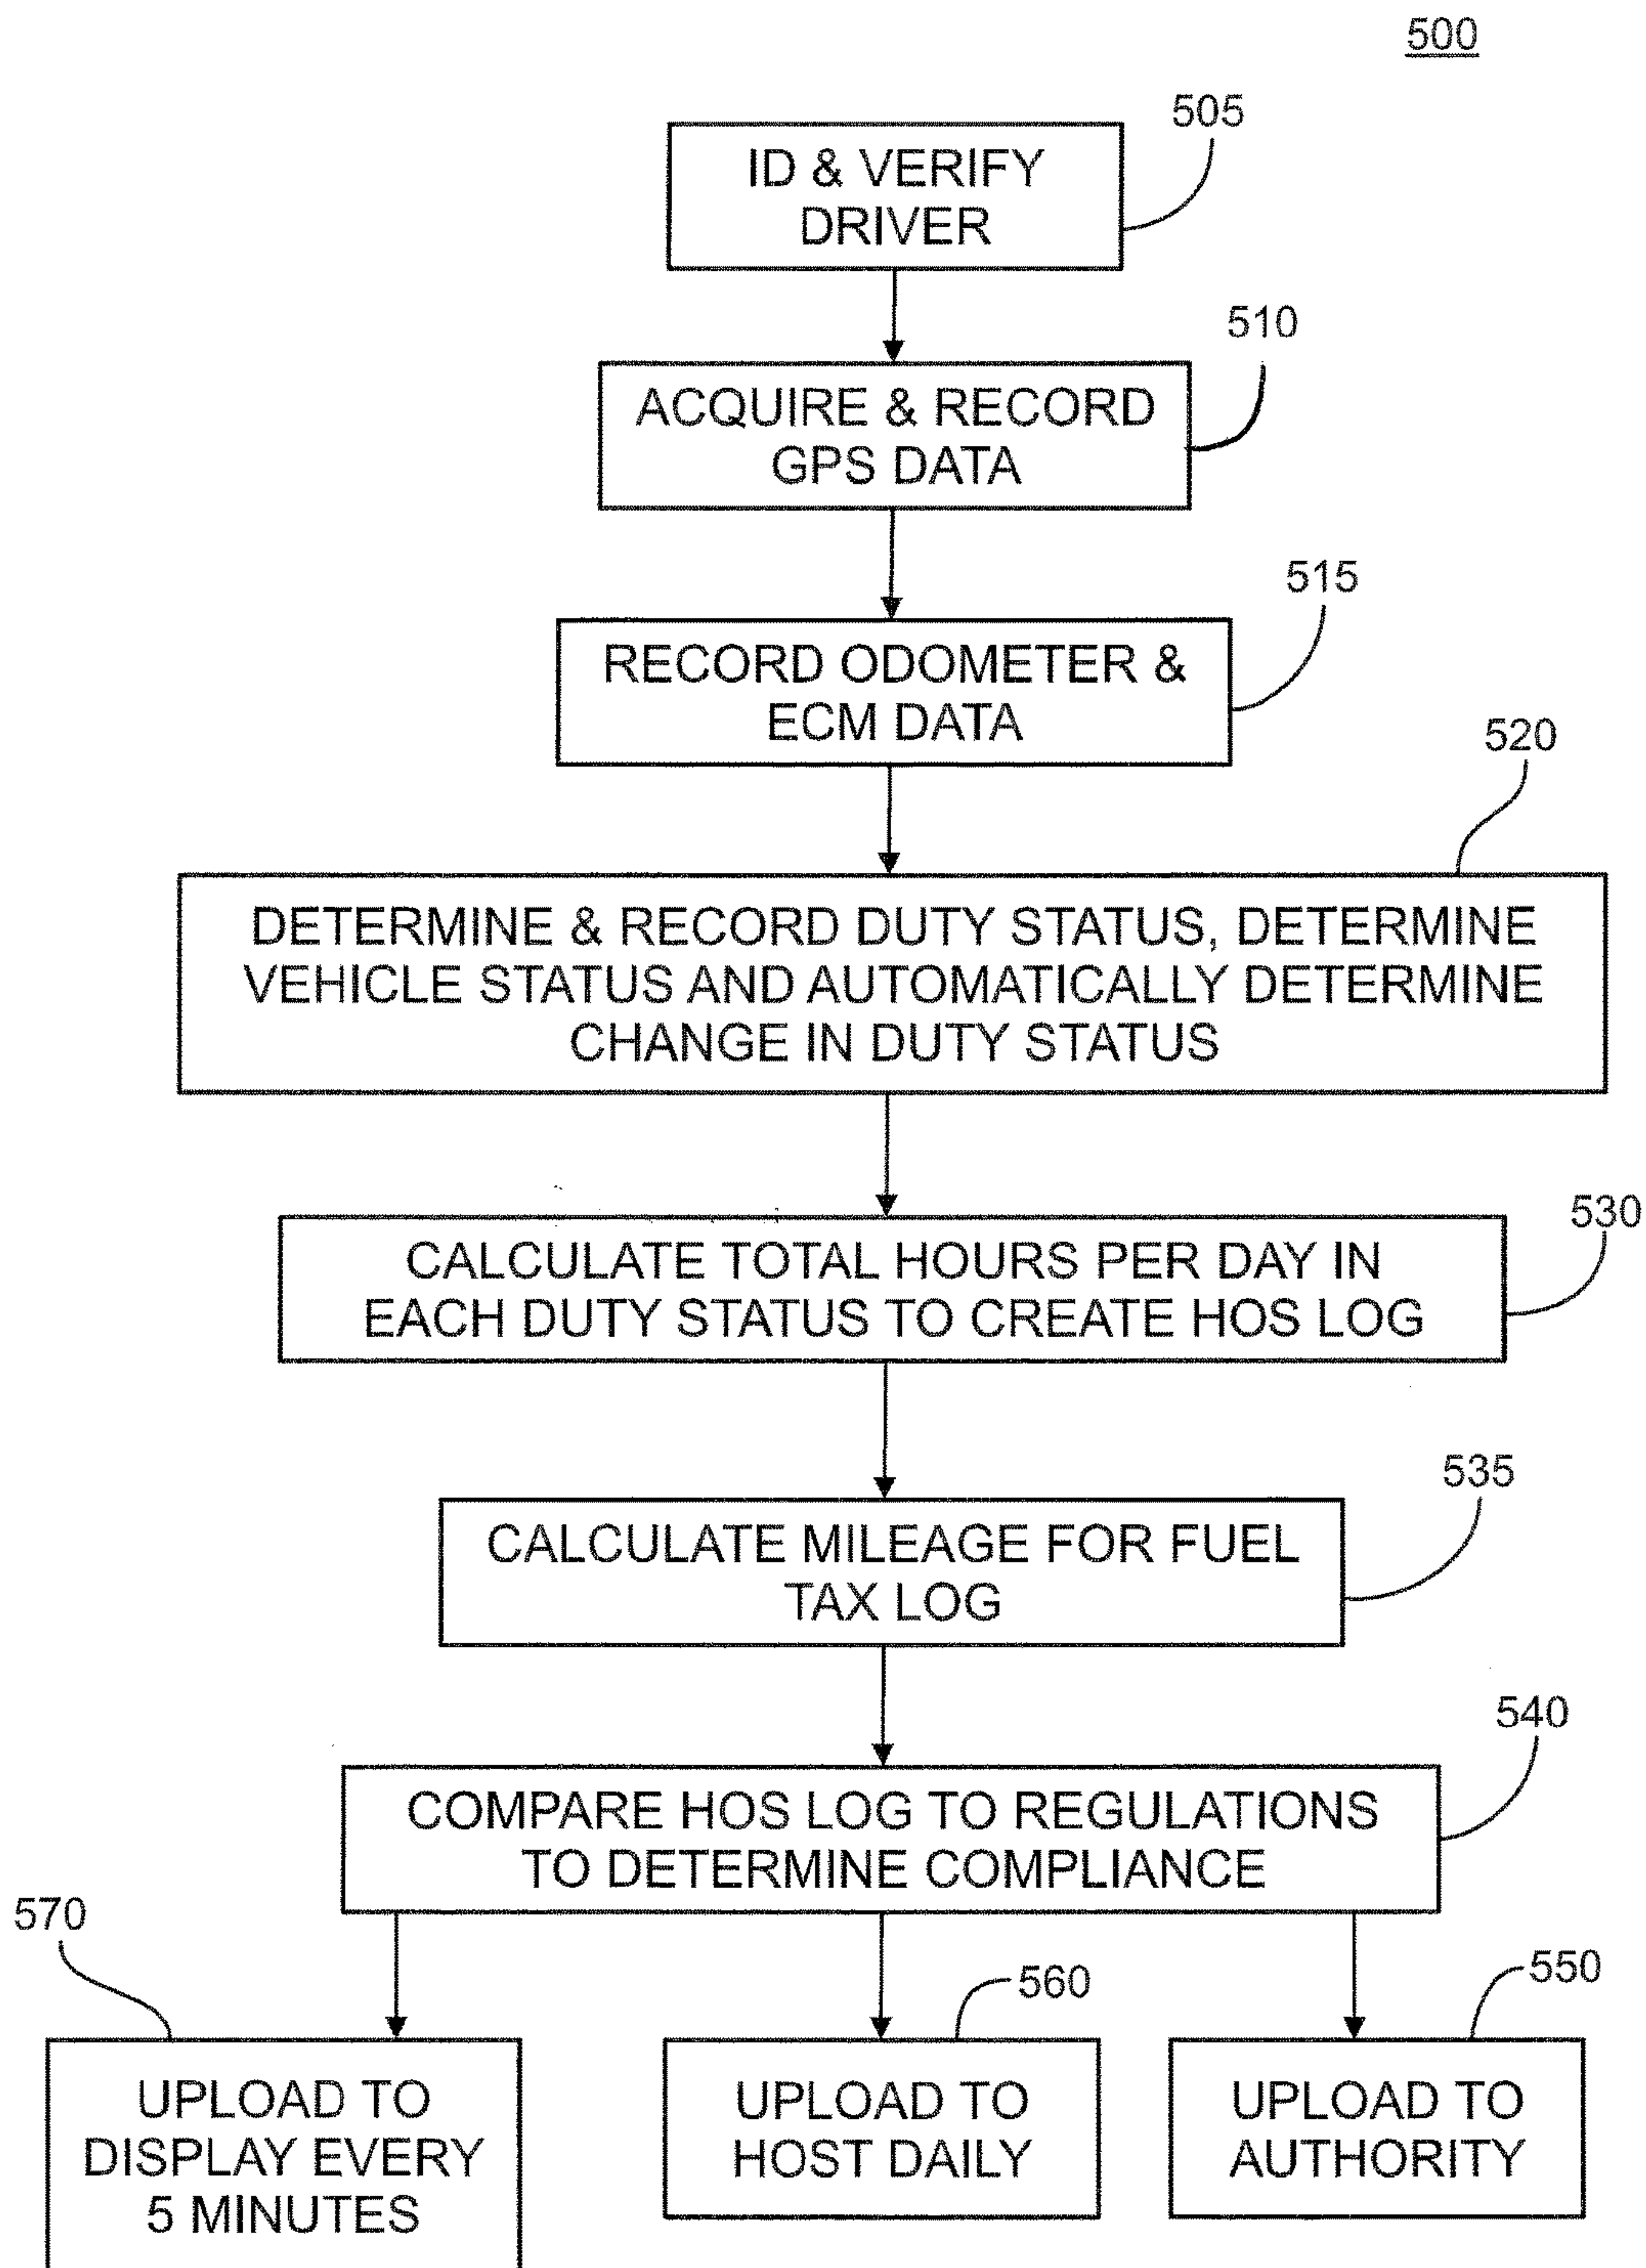 500
505
ID & VERIFY
DRIVER
510
ACQUIRE & RECORD
GPS DATA
515
RECORD ODOMETER &
ECM DATA
520
DETERMINE & RECORD DUTY STATUS, DETERMINE
VEHICLE STATUS AND AUTOMATICALLY DETERMINE
CHANGE IN DUTY STATUS
530
CALCULATE TOTAL HOURS PER DAY IN
EACH DUTY STATUS TO CREATE HOS LOG
535
CALCULATE MILEAGE FOR FUEL
TAX LOG
540
COMPARE HOS LOG TO REGULATIONS
TO DETERMINE COMPLIANCE
570
UPLOAD TO
DISPLAY EVERY
5 MINUTES
560
UPLOAD TO
HOST DAILY
550
UPLOAD TO
AUTHORITY